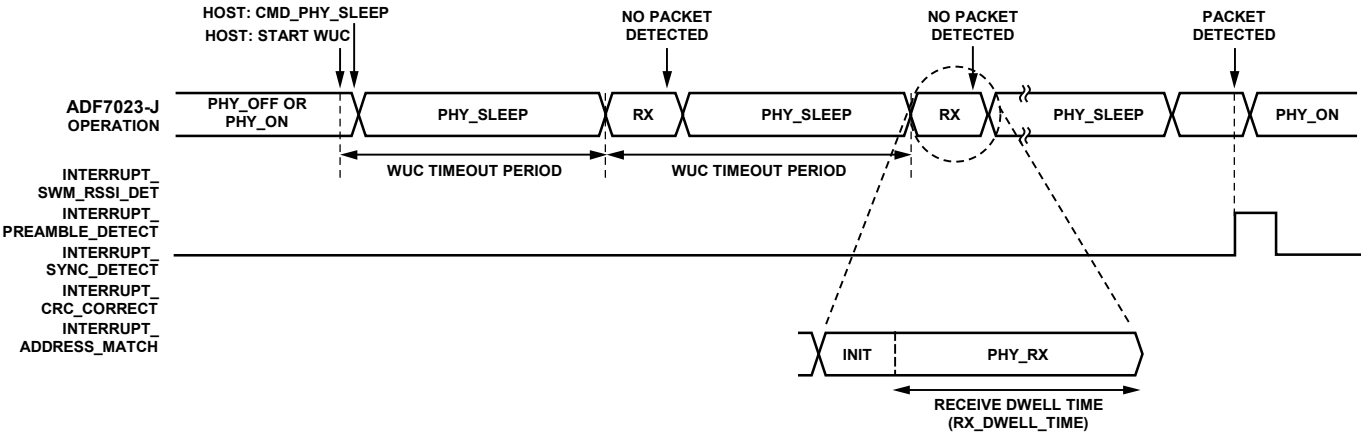 HOST: CMD_PHY_SLEEP
HOST: START WUC
NO PACKET
DETECTED
NO PACKET
DETECTED
PACKET
DETECTED
ADF7023-J
OPERATION
PHY_OFF OR
PHY_ON
PHY_SLEEP
RX
PHY_SLEEP
RX
PHY_SLEEP
PHY_ON
WUC TIMEOUT PERIOD
WUC TIMEOUT PERIOD
INTERRUPT_
SWM_RSSI_DET
INTERRUPT_
PREAMBLE_DETECT
INTERRUPT_
SYNC_DETECT
INTERRUPT_
CRC_CORRECT
INTERRUPT_
ADDRESS_MATCH
INIT
PHY_RX
RECEIVE DWELL TIME
(RX_DWELL_TIME)